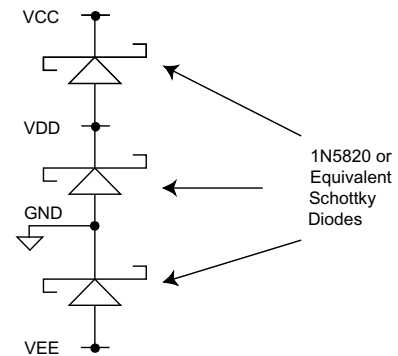 VCC
VDD
GND
VEE
1N5820 or
Equivalent
Schottky
Diodes